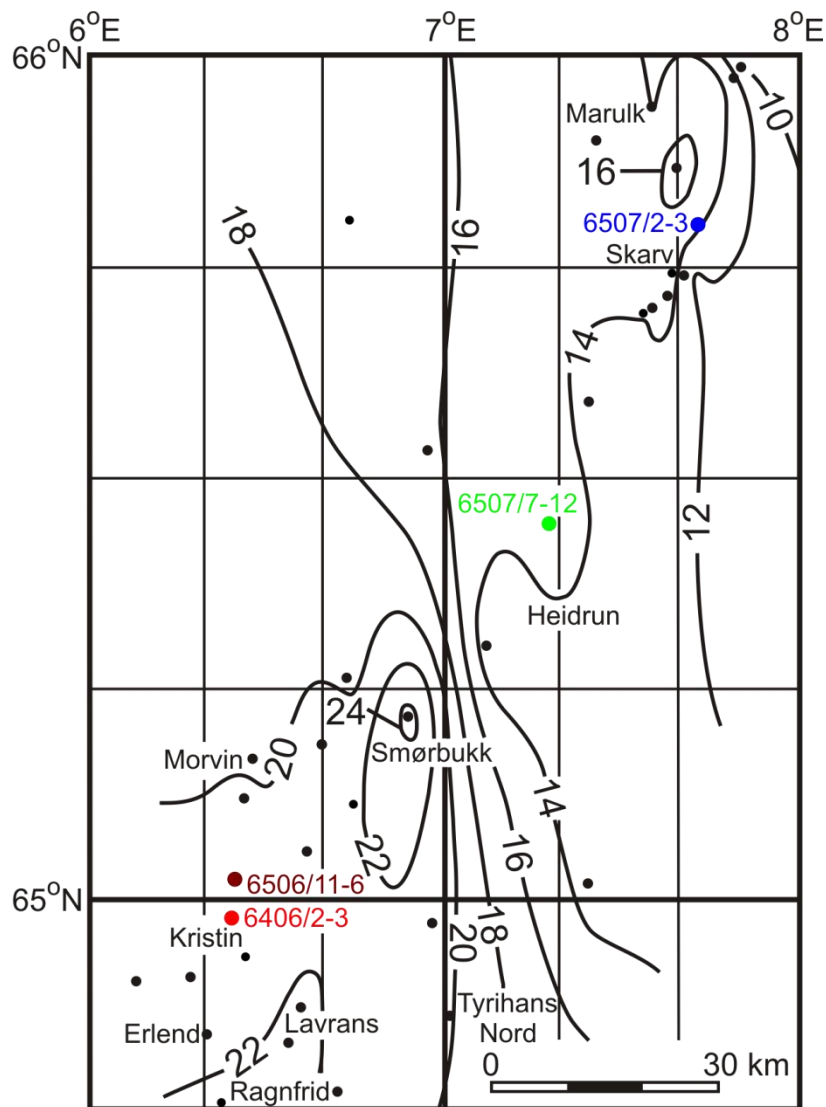 6°E 7°E 8°E
66°N
10
Marulk
16
18
16
6507/2-3
Skarv
14
6507/7-12
12
Heidrun
24
Smørbukk
Morvin
20
14
22
16
6506/11-6
65°N
6406/2-3
18
Kristin
20
Tyrihans
Nord
Lavrans
Erlend
22
0 30 km
Ragnfrid